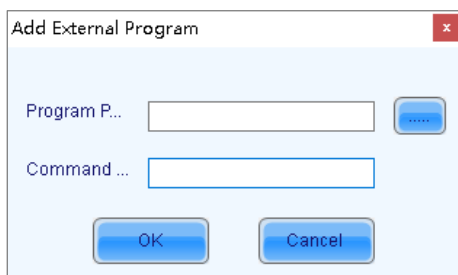 Add External Program
x
Program P...
.....
Command ...
OK
Cancel